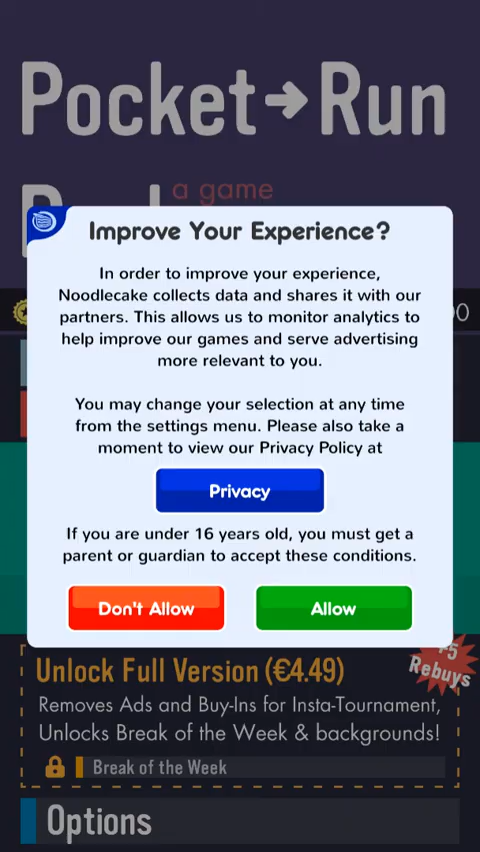 Pocket→Run
a game
Improve Your Experience?
In order to improve your experience,
Noodlecake collects data and shares it with our
partners. This allows us to monitor analytics to
help improve our games and serve advertising
more relevant to you.
You may change your selection at any time
from the settings menu. Please also take a
moment to view our Privacy Policy at
Privacy
If you are under 16 years old, you must get a
parent or guardian to accept these conditions.
Don't Allow
Allow
+5
Rebuys
Unlock Full Version (€4.49)
Removes Ads and Buy-Ins for Insta-Tournament,
Unlocks Break of the Week & backgrounds!
Break of the Week
Options